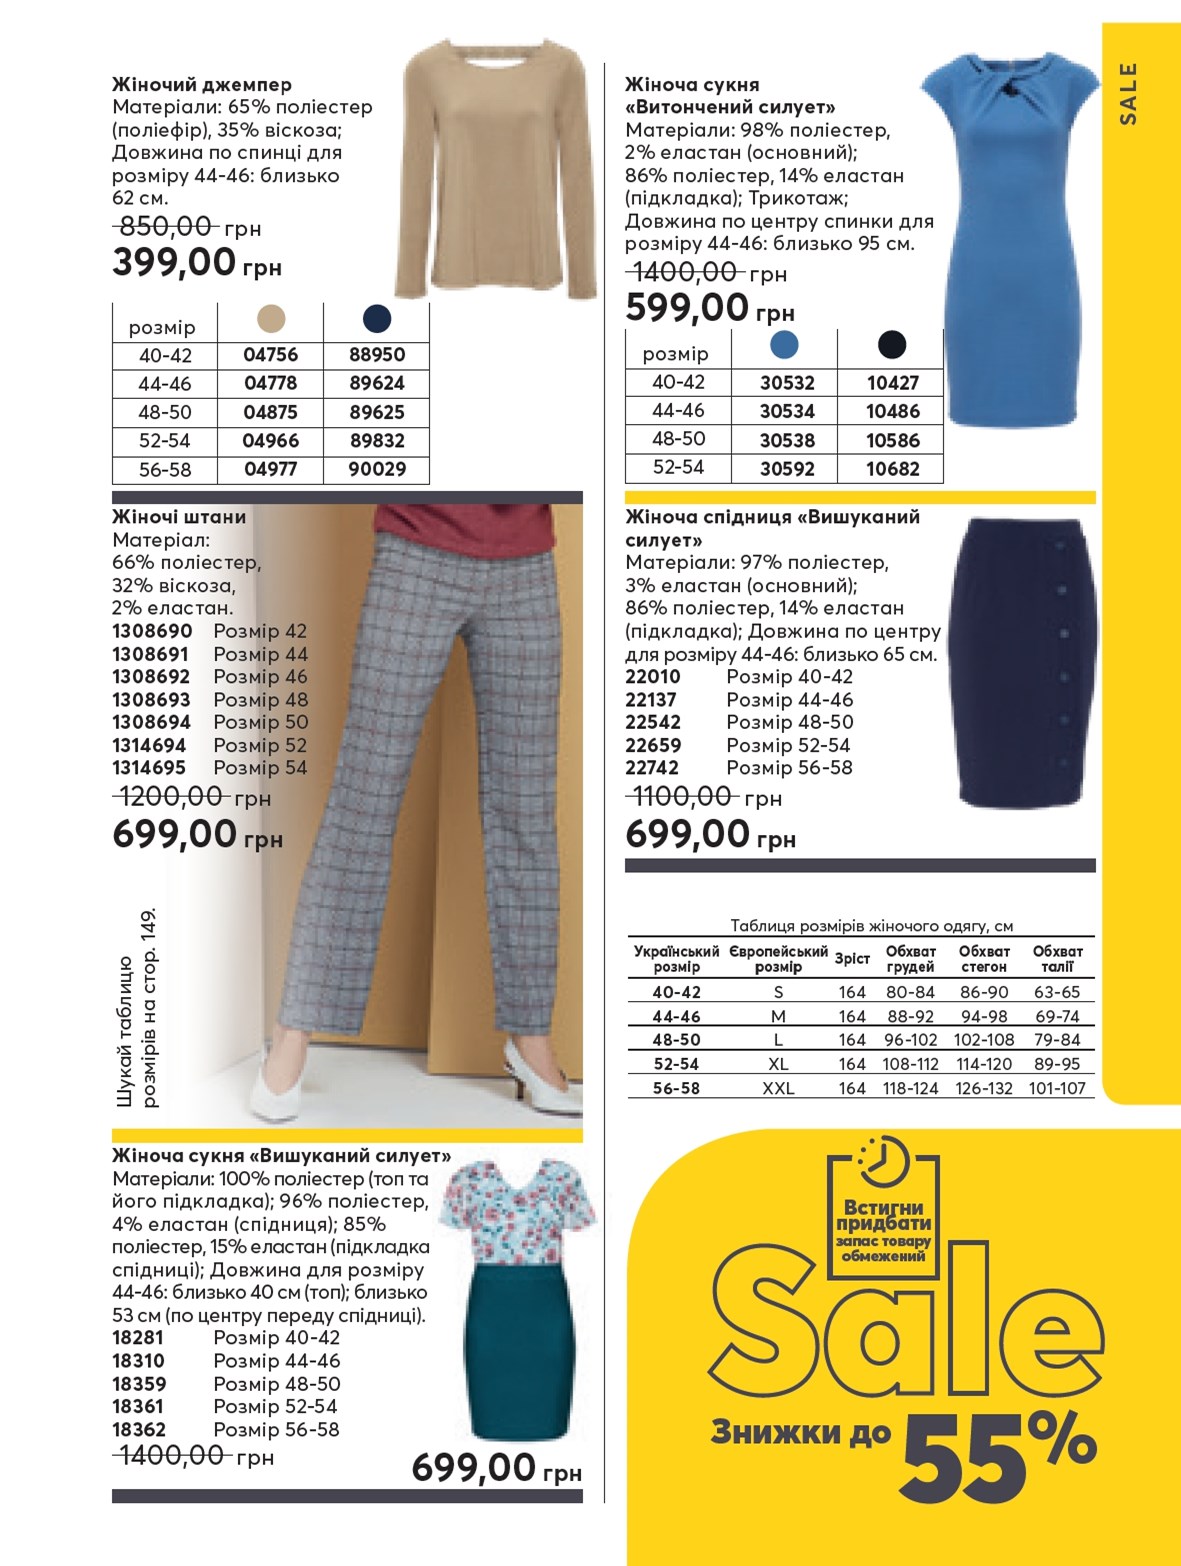 SALE
Жіночий джемпер
Матеріали: 65% поліестер
(поліефір), 35% віскоза;
Довжина по спинці для
розміру 44-46: близько
62 см.
850,00 грн
399,00 грн
розмір
40-42 04756 88950
44-46 04778 89624
48-50 04875 89625
52-54 04966 89832
56-58 04977 90029
Жіноча сукня
«Витончений силует»
Матеріали: 98% поліестер,
2% еластан (основний);
86% поліестер, 14% еластан
(підкладка); Трикотаж;
Довжина по центру спинки для
розміру 44-46: близько 95 см.
1400,00 грн
599,00 грн
розмір
40-42 30532 10427
44-46 30534 10486
48-50 30538 10586
52-54 30592 10682
Жіночі штани
Матеріал:
66% поліестер,
32% віскоза,
2% еластан.
1308690 Розмір 42
1308691 Розмір 44
1308692 Розмір 46
1308693 Розмір 48
1308694 Розмір 50
1314694 Розмір 52
1314695 Розмір 54
1200,00 грн
699,00 грн
Шукай таблицю
розмірів на стор. 149.
Жіноча спідниця «Вишуканий
силует»
Матеріали: 97% поліестер,
3% еластан (основний);
86% поліестер, 14% еластан
(підкладка); Довжина по центру
для розміру 44-46: близько 65 см.
22010 Розмір 40-42
22137 Розмір 44-46
22542 Розмір 48-50
22659 Розмір 52-54
22742 Розмір 56-58
1100,00 грн
699,00 грн
Таблиця розмірів жіночого одягу, см
Український Європейський Зріст Обхват Обхват Обхват
розмір розмір грудей стегон талії
40-42 S 164 80-84 86-90 63-65
44-46 M 164 88-92 94-98 69-74
48-50 L 164 96-102 102-108 79-84
52-54 XL 164 108-112 114-120 89-95
56-58 XXL 164 118-124 126-132 101-107
Жіноча сукня «Вишуканий силует»
Матеріали: 100% поліестер (топ та
його підкладка); 96% поліестер,
4% еластан (спідниця); 85%
поліестер, 15% еластан (підкладка
спідниці); Довжина для розміру
44-46: близько 40 см (топ); близько
53 см (по центру переду спідниці).
18281 Розмір 40-42
18310 Розмір 44-46
18359 Розмір 48-50
18361 Розмір 52-54
18362 Розмір 56-58
1400,00 грн
699,00 грн
Встигни
придбати
запас товару
обмежений
Sale
Знижки до 55%